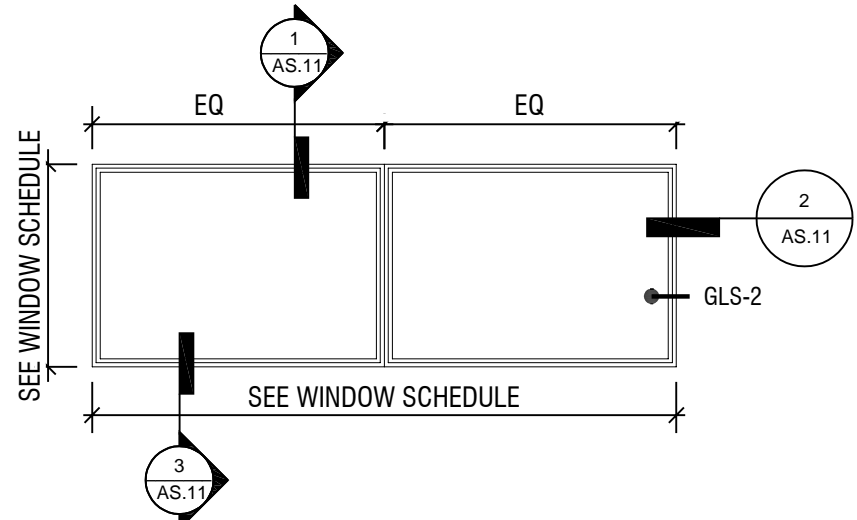 1
AS.11
EQ
EQ
SEE WINDOW SCHEDULE
2
AS.11
GLS-2
SEE WINDOW SCHEDULE
3
AS.11